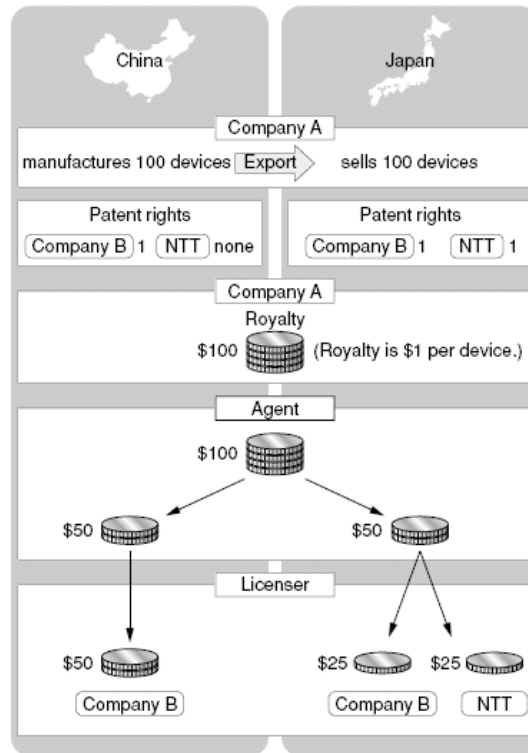 China
Japan
Company A
manufactures 100 devices Export sells 100 devices
Patent rights
Company B 1 NTT none
Patent rights
Company B 1 NTT 1
Company A
Royalty
$100 (Royalty is $1 per device.)
Agent
$100
$50 $50
Licenser
$50 $25 $25
Company B Company B NTT